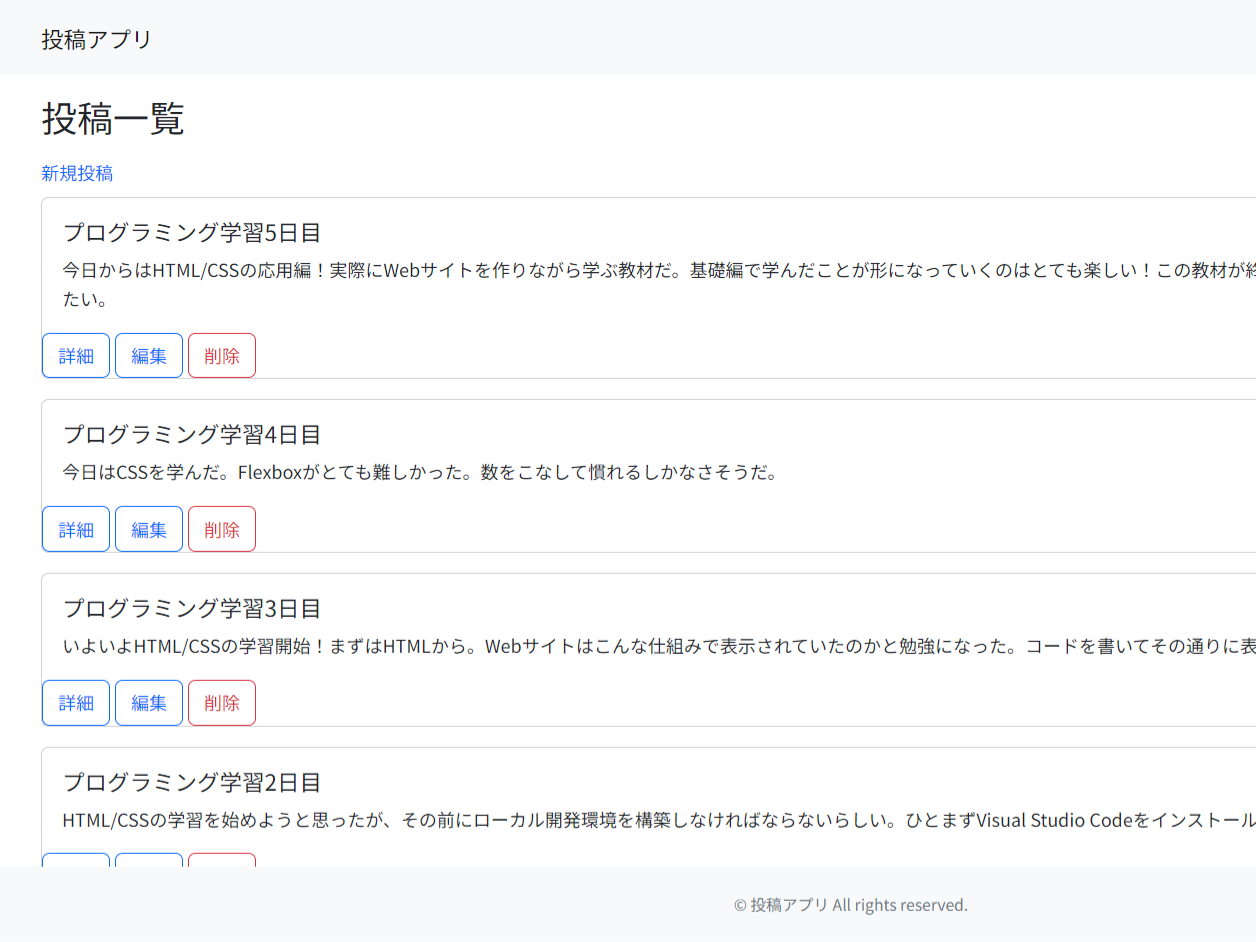 投稿アプリ
投稿一覧
新規投稿
プログラミング学習5日目
今日からはHTML/CSSの応用編！実際にWebサイトを作りながら学ぶ教材だ。基礎編で学んだことが形になっていくのはとても楽しい！この教材が終
たい。
詳細 編集 削除
プログラミング学習4日目
今日はCSSを学んだ。Flexboxがとても難しかった。数をこなして慣れるしかなさそうだ。
詳細 編集 削除
プログラミング学習3日目
いよいよHTML/CSSの学習開始！まずはHTMLから。Webサイトはこんな仕組みで表示されていたのかと勉強になった。コードを書いてその通りに表
詳細 編集 削除
プログラミング学習2日目
HTML/CSSの学習を始めようと思ったが、その前にローカル開発環境を構築しなければならないらしい。ひとまずVisual Studio Codeをインストール
© 投稿アプリ All rights reserved.